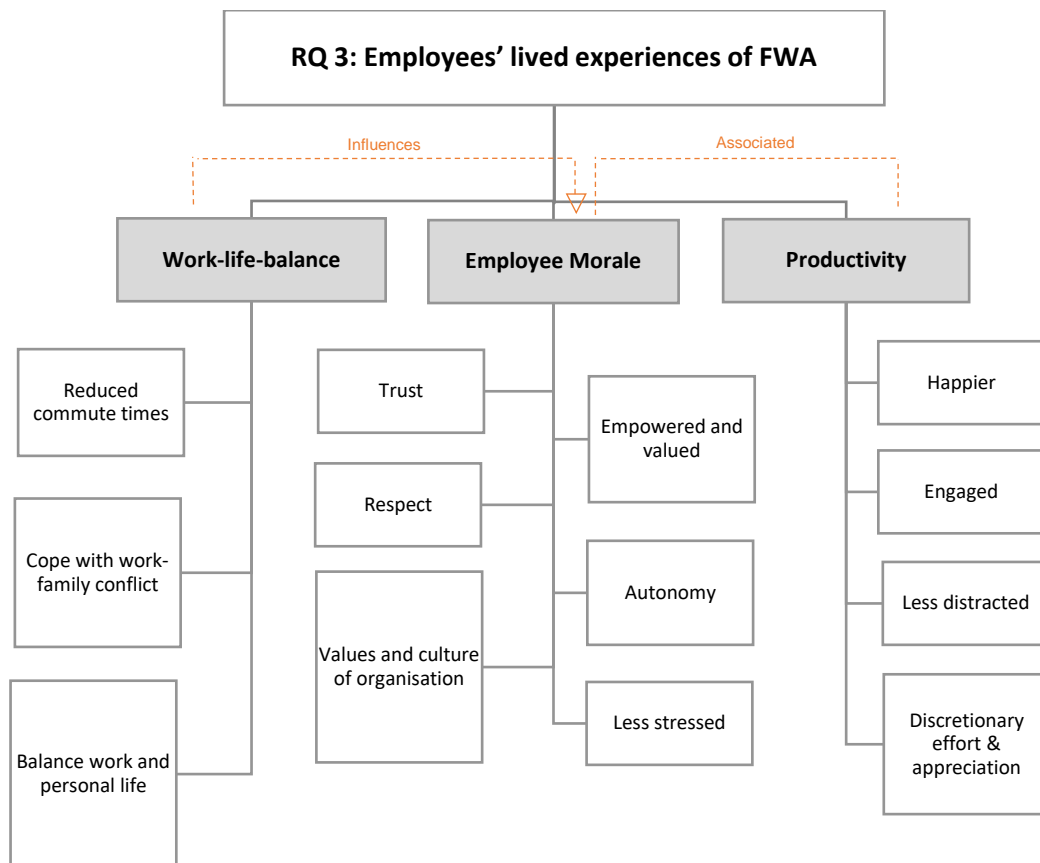 RQ 3: Employees’ lived experiences of FWA
Influences
Associated
Work-life-balance
Employee Morale
Productivity
Reduced
commute times
Cope with work-
family conflict
Balance work and
personal life
Trust
Respect
Values and culture
of organisation
Empowered and
valued
Autonomy
Less stressed
Happier
Engaged
Less distracted
Discretionary
effort &
appreciation